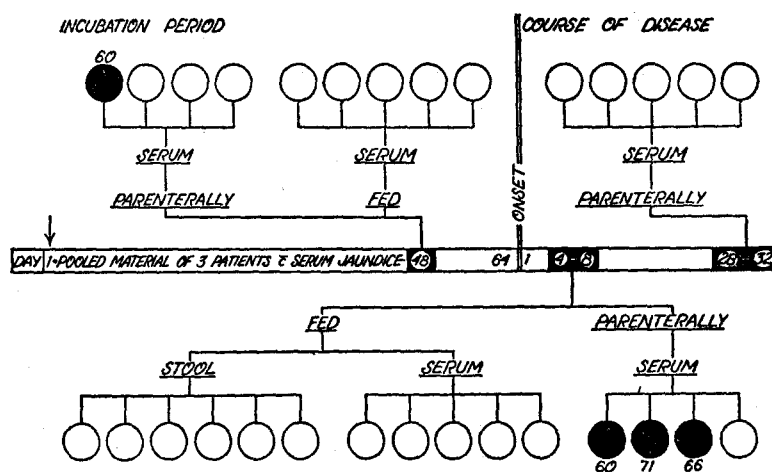 INCUBATION PERIOD
COURSE OF DISEASE
60
SERUM
SERUM
SERUM
PARENTERALLY
FED
ONSET
PARENTERALLY
DAY 1-POOLED MATERIAL OF 3 PATIENTS c̄ SERUM JAUNDICE- 48 64 1 4-8 28-32
FED
PARENTERALLY
STOOL
SERUM
SERUM
60
71
66